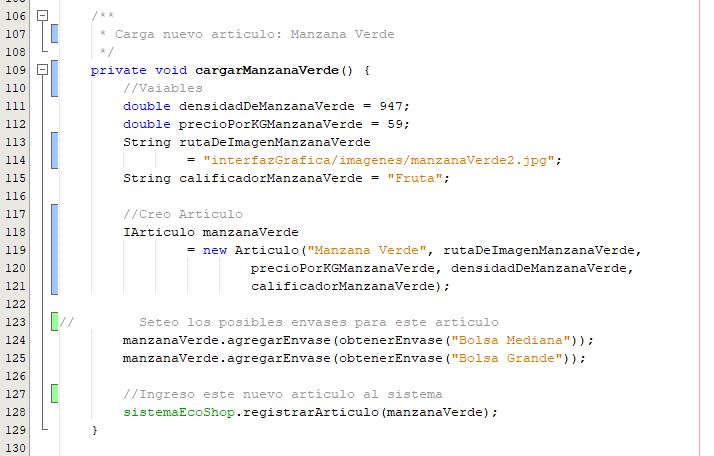 106 /**
107 * Carga nuevo artículo: Manzana Verde
108 */
109 private void cargarManzanaVerde() {
110 //Vaiables
111 double densidadDeManzanaVerde = 947;
112 double precioPorKGManzanaVerde = 59;
113 String rutaDeImagenManzanaVerde
114 = "interfazGrafica/imagenes/manzanaVerde2.jpg";
115 String calificadorManzanaVerde = "Fruta";
116
117 //Creo Artículo
118 IArticulo manzanaVerde
119 = new Articulo("Manzana Verde", rutaDeImagenManzanaVerde,
120 precioPorKGManzanaVerde, densidadDeManzanaVerde,
121 calificadorManzanaVerde);
122
123 // Seteo los posibles envases para este artículo
124 manzanaVerde.agregarEnvase(obtenerEnvase("Bolsa Mediana"));
125 manzanaVerde.agregarEnvase(obtenerEnvase("Bolsa Grande"));
126
127 //Ingreso este nuevo artículo al sistema
128 sistemaEcoShop.registrarArticulo(manzanaVerde);
129 }
130